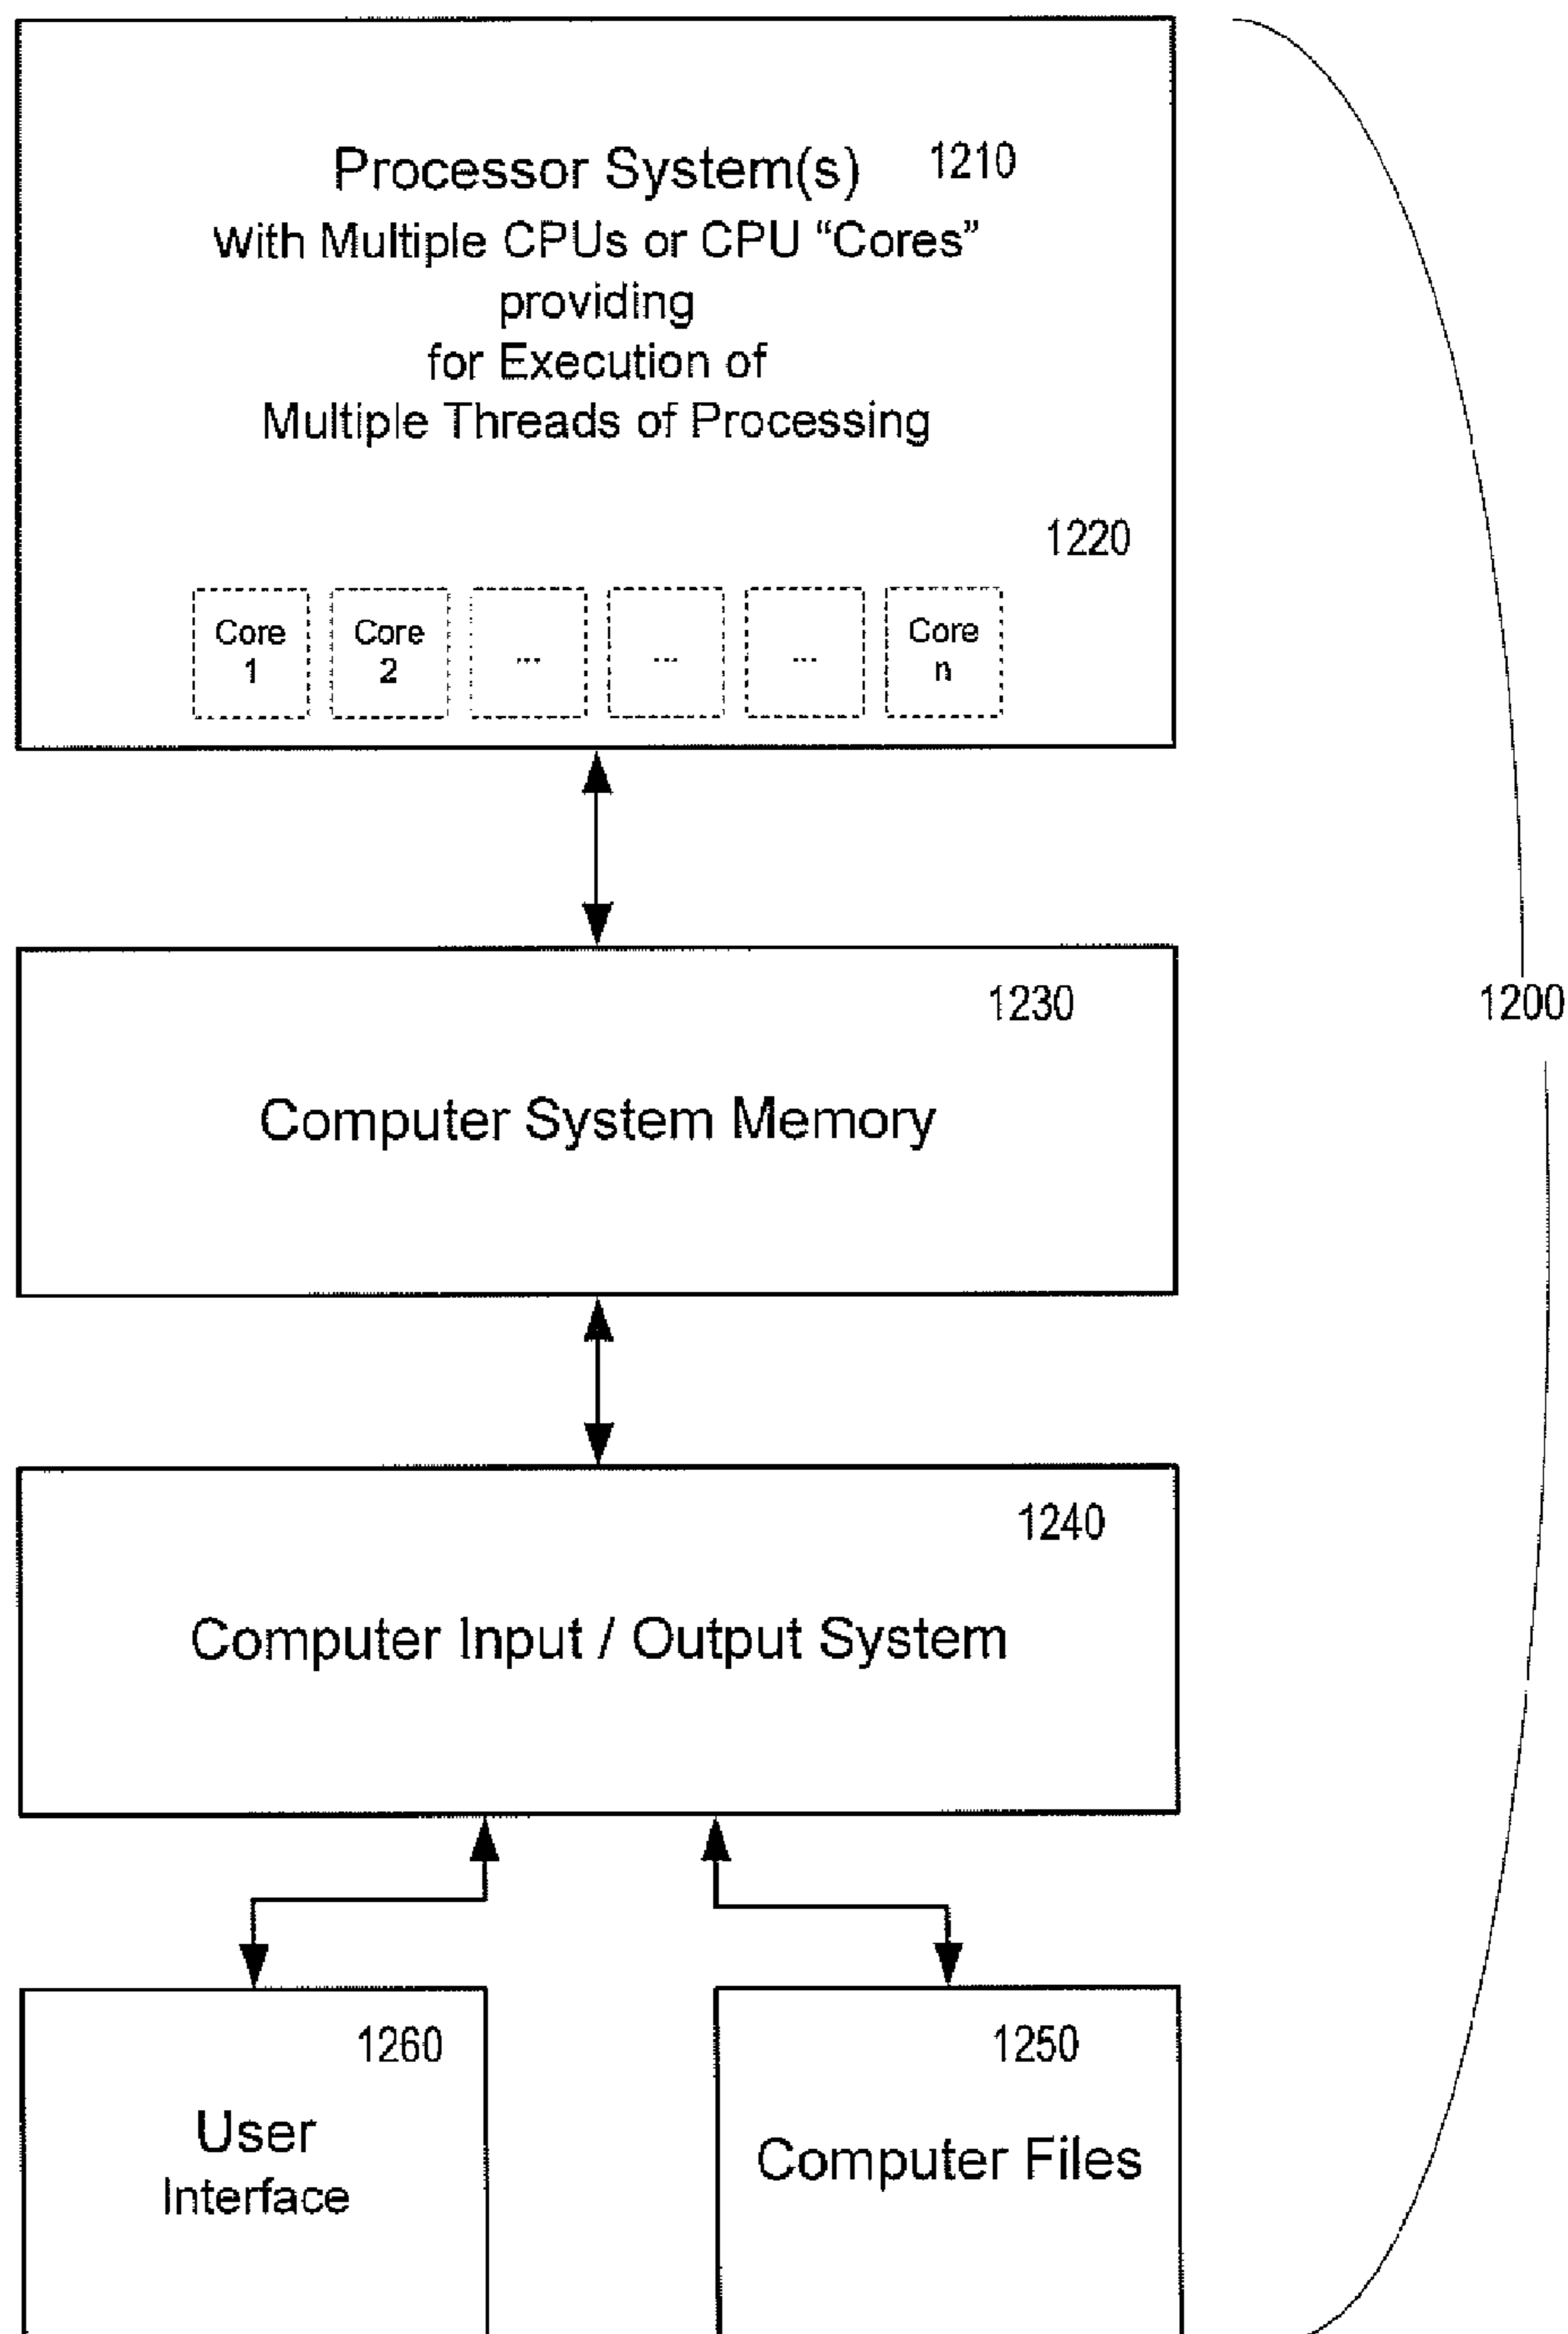 Processor System(s) 1210
With Multiple CPUs or CPU “Cores”
providing
for Execution of
Multiple Threads of Processing
1220
Core
1
Core
2
...
...
...
Core
n
1230
1200
Computer System Memory
1240
Computer Input / Output System
1260
User
Interface
1250
Computer Files